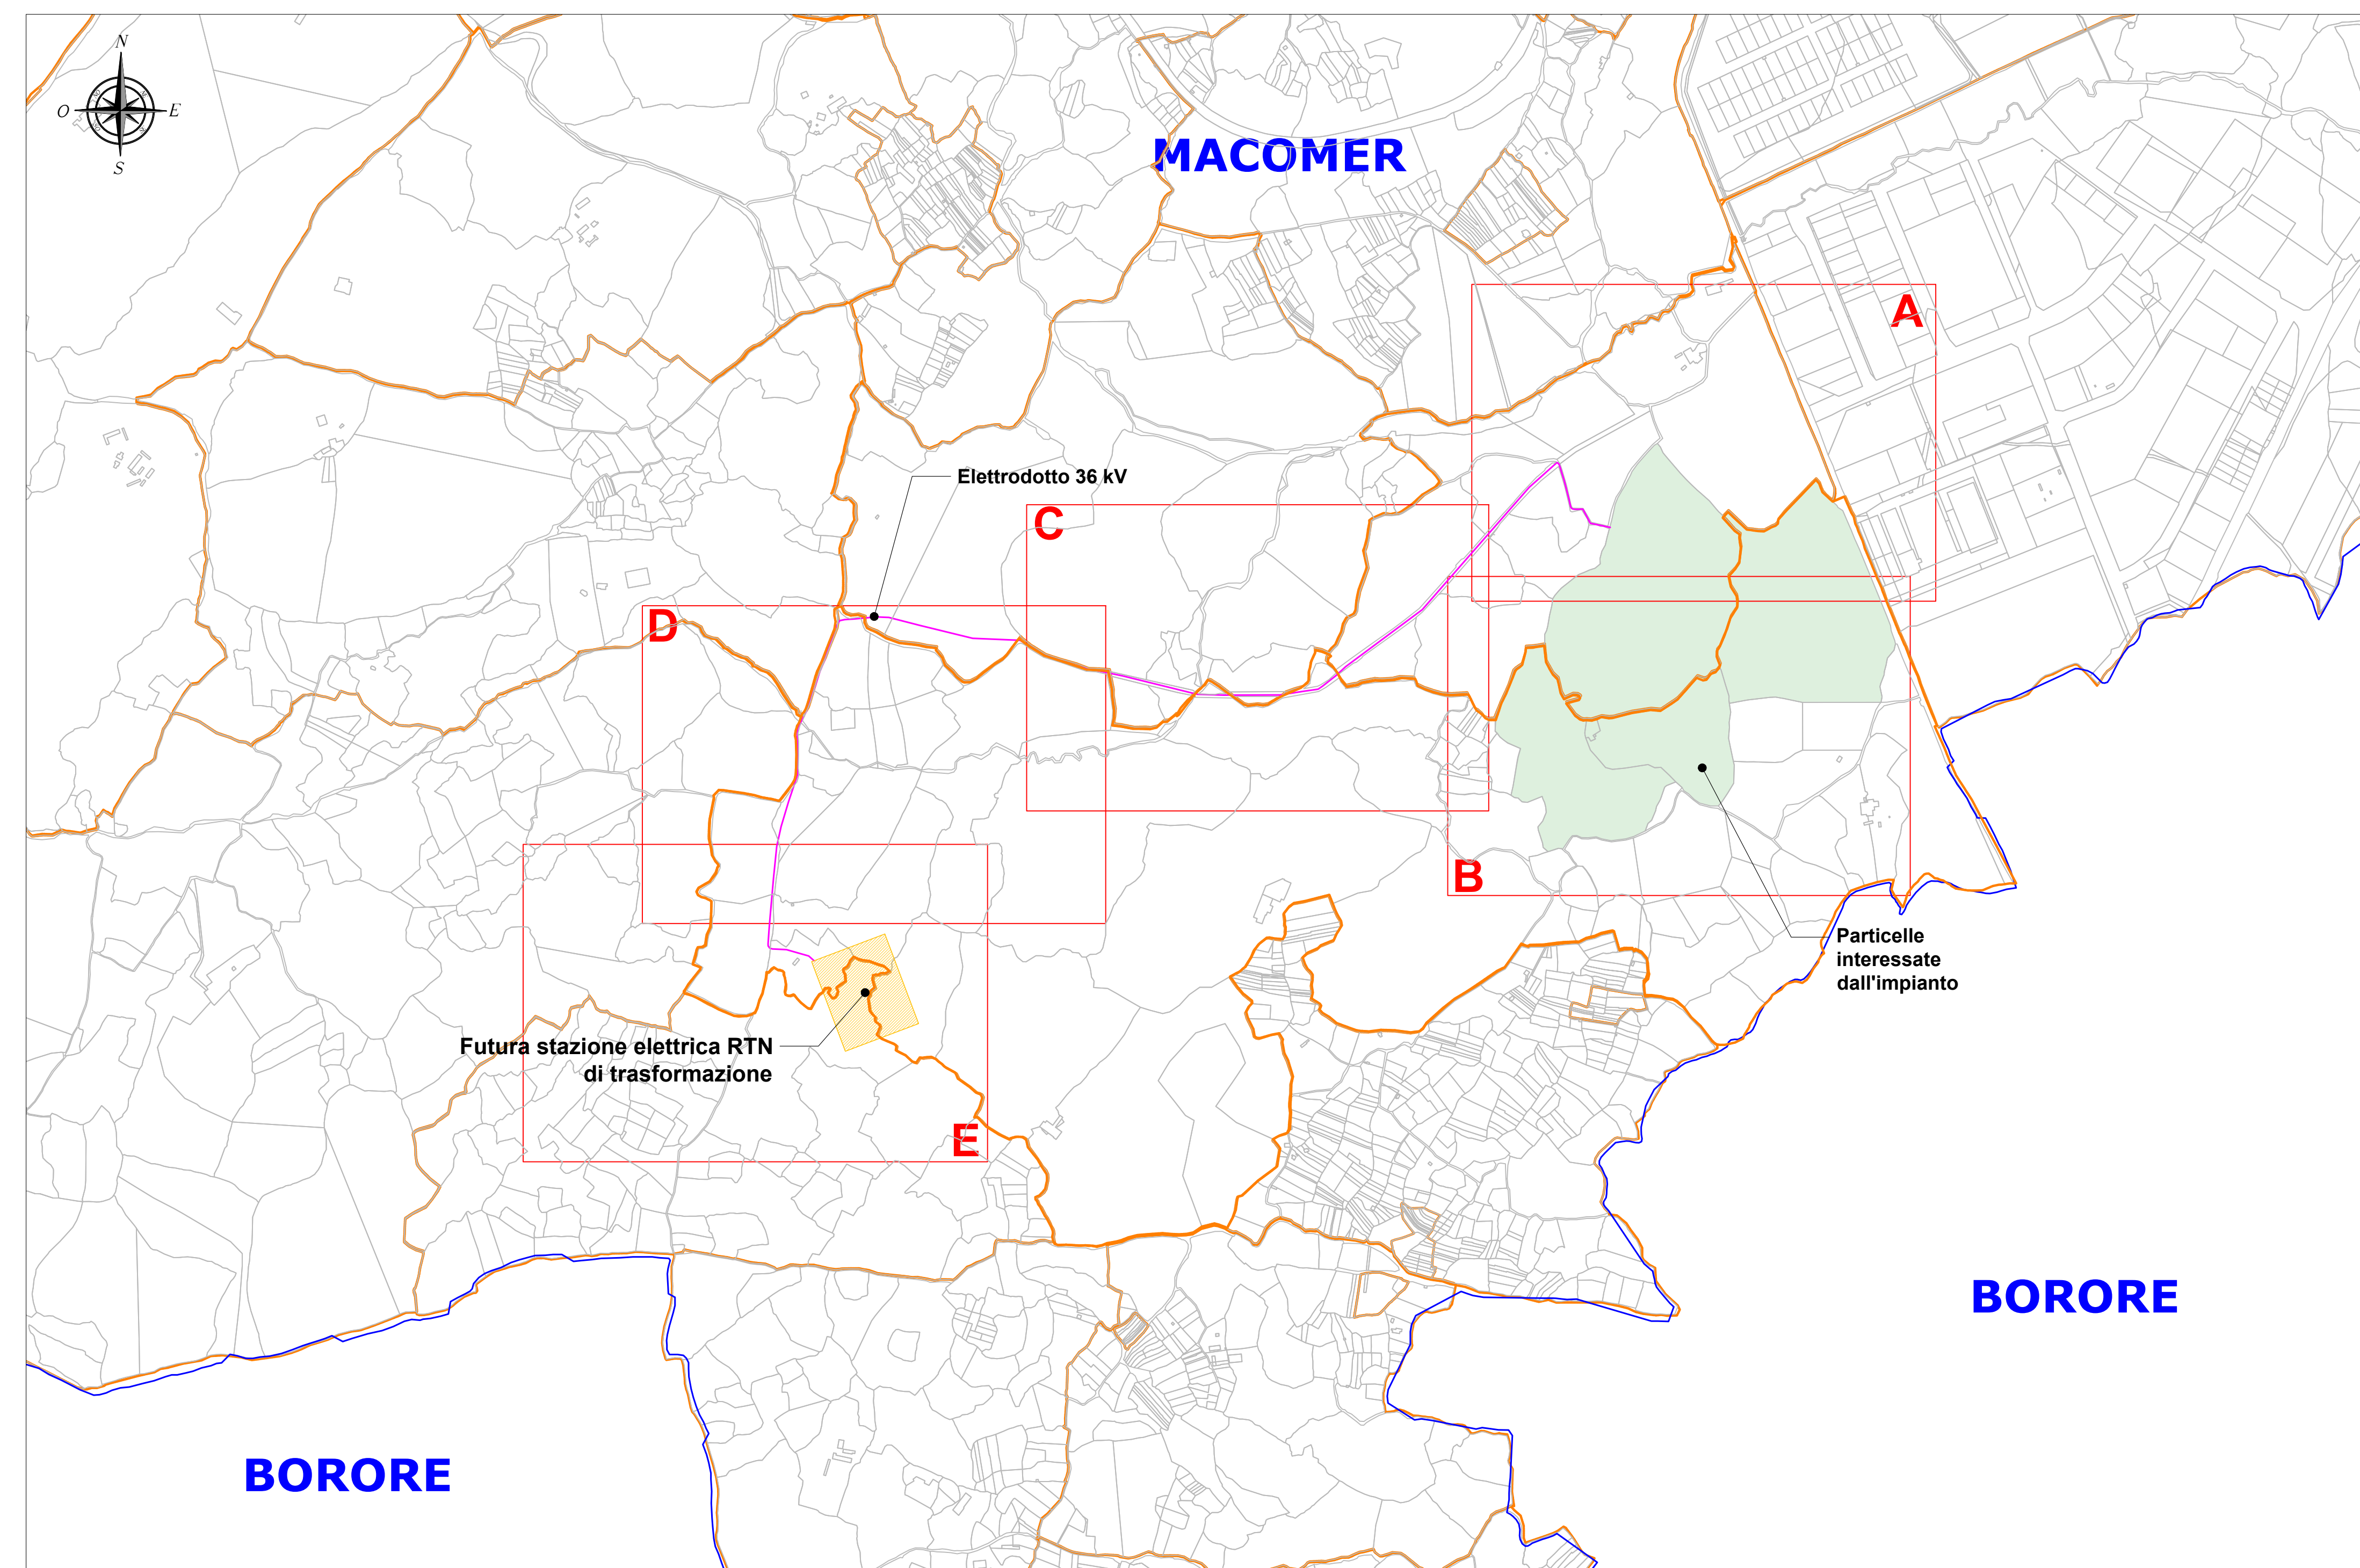 N
O
E
S
MACOMER
A
Elettrodotto 36 kV
C
D
B
Particelle
interessate
dall'impianto
Futura stazione elettrica RTN
di trasformazione
E
BORORE
BORORE